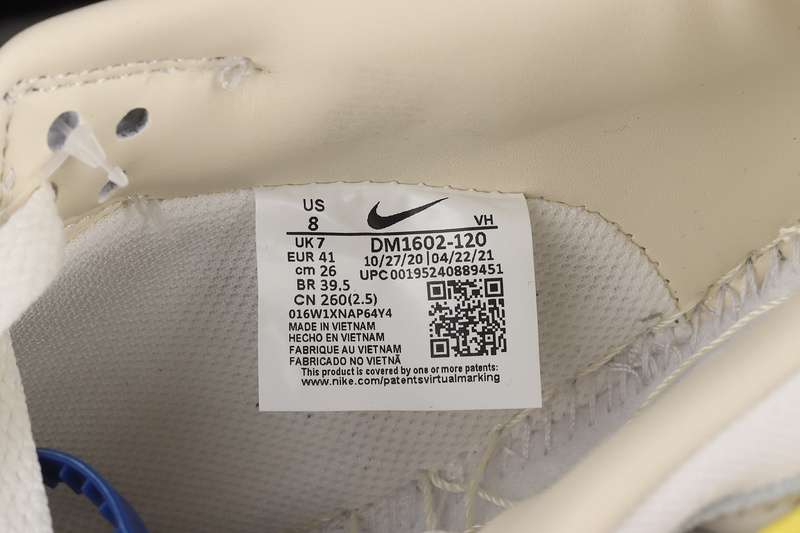 US
8
VH
UK 7
DM1602-120
EUR 41
10/27/20 | 04/22/21
cm 26
UPC 00195240889451
BR 39,5
CN 260(2.5)
016W1XNAP64Y4
MADE IN VIETNAM
HECHO EN VIETNAM
FABRIQUE AU VIETNAM
FABRICADO NO VIETNÃ
This product is covered by one or more patents:
www.nike.com/patentsvirtualmarking